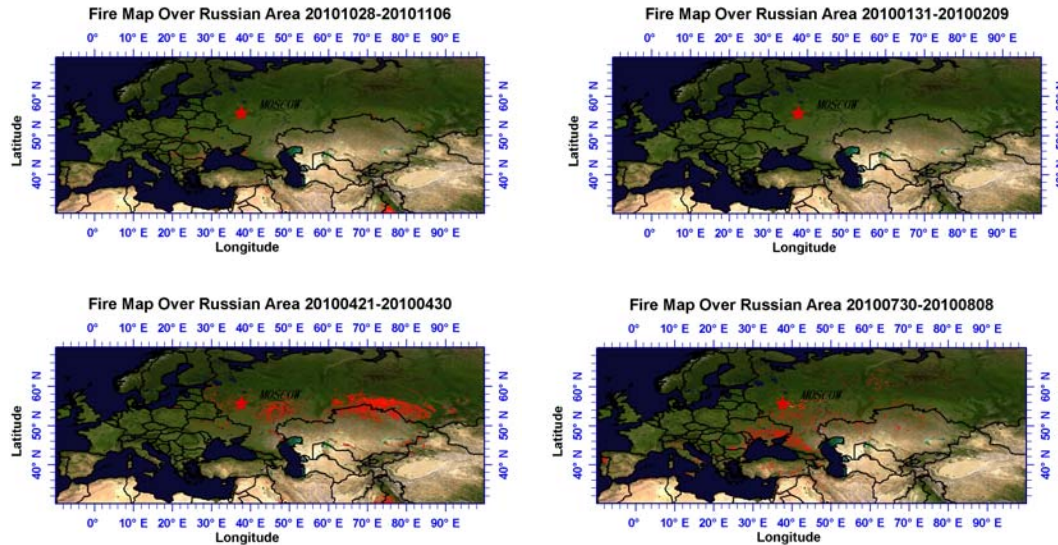 Fire Map Over Russian Area 20101028-20101106
0° 10° E 20° E 30° E 40° E 50° E 60° E 70° E 80° E 90° E
Latitude
60° N 50° N 40° N
MOSCOW
60° N 50° N 40° N
0° 10° E 20° E 30° E 40° E 50° E 60° E 70° E 80° E 90° E
Longitude
Fire Map Over Russian Area 20100131-20100209
0° 10° E 20° E 30° E 40° E 50° E 60° E 70° E 80° E 90° E
Latitude
60° N 50° N 40° N
MOSCOW
0° 10° E 20° E 30° E 40° E 50° E 60° E 70° E 80° E 90° E
Longitude
Fire Map Over Russian Area 20100421-20100430
0° 10° E 20° E 30° E 40° E 50° E 60° E 70° E 80° E 90° E
Latitude
60° N 50° N 40° N
MOSCOW
60° N 50° N 40° N
0° 10° E 20° E 30° E 40° E 50° E 60° E 70° E 80° E 90° E
Longitude
Fire Map Over Russian Area 20100730-20100808
0° 10° E 20° E 30° E 40° E 50° E 60° E 70° E 80° E 90° E
Latitude
60° N 50° N 40° N
MOSCOW
60° N 50° N 40° N
0° 10° E 20° E 30° E 40° E 50° E 60° E 70° E 80° E 90° E
Longitude